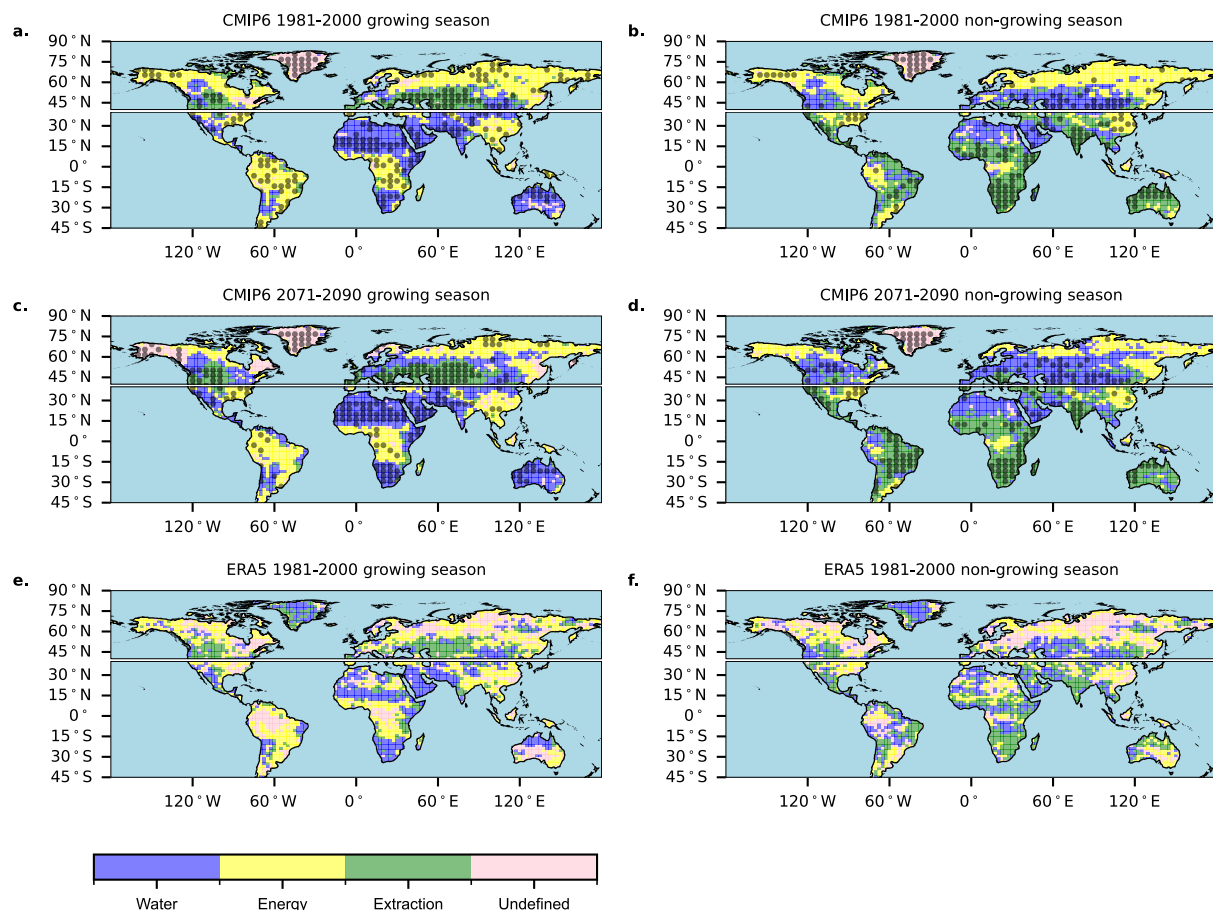 CMIP6 1981-2000 growing season
CMIP6 1981-2000 non-growing season
a.
b.
90°N
75°N
60°N
45°N
30°N
15°N
0°
15°S
30°S
45°S
120°W
60°W
0°
60°E
120°E
90°N
75°N
60°N
45°N
30°N
15°N
0°
15°S
30°S
45°S
120°W
60°W
0°
60°E
120°E
CMIP6 2071-2090 growing season
CMIP6 2071-2090 non-growing season
c.
d.
90°N
75°N
60°N
45°N
30°N
15°N
0°
15°S
30°S
45°S
120°W
60°W
0°
60°E
120°E
90°N
75°N
60°N
45°N
30°N
15°N
0°
15°S
30°S
45°S
120°W
60°W
0°
60°E
120°E
ERA5 1981-2000 growing season
ERA5 1981-2000 non-growing season
e.
f.
90°N
75°N
60°N
45°N
30°N
15°N
0°
15°S
30°S
45°S
120°W
60°W
0°
60°E
120°E
90°N
75°N
60°N
45°N
30°N
15°N
0°
15°S
30°S
45°S
120°W
60°W
0°
60°E
120°E
Water Energy Extraction Undefined